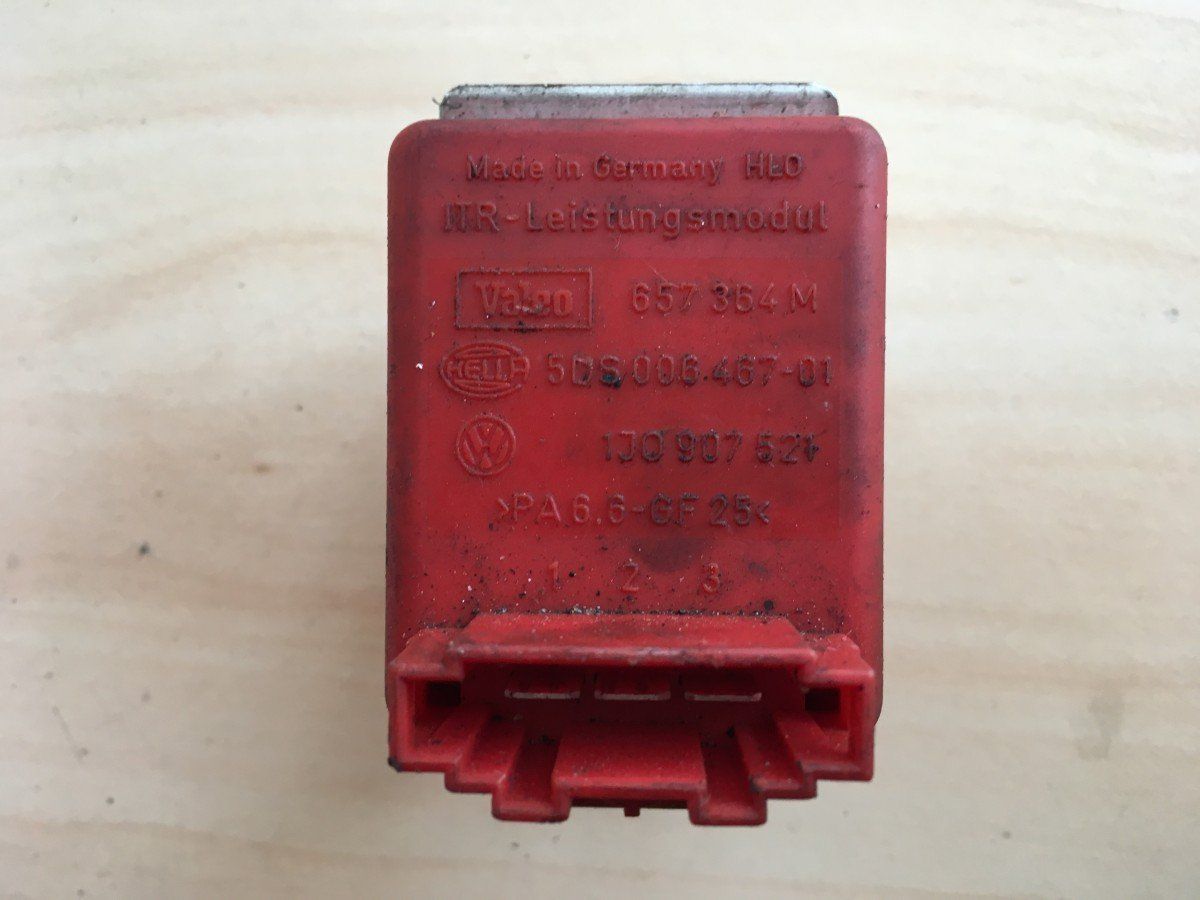 Made in Germany HLO
ITR-Leistungsmodul
Valeo 657 364 M
HELLA 5DS 006 467-01
VW 1J0 907 521
>PA 6.6-GF 25<
1 2 3